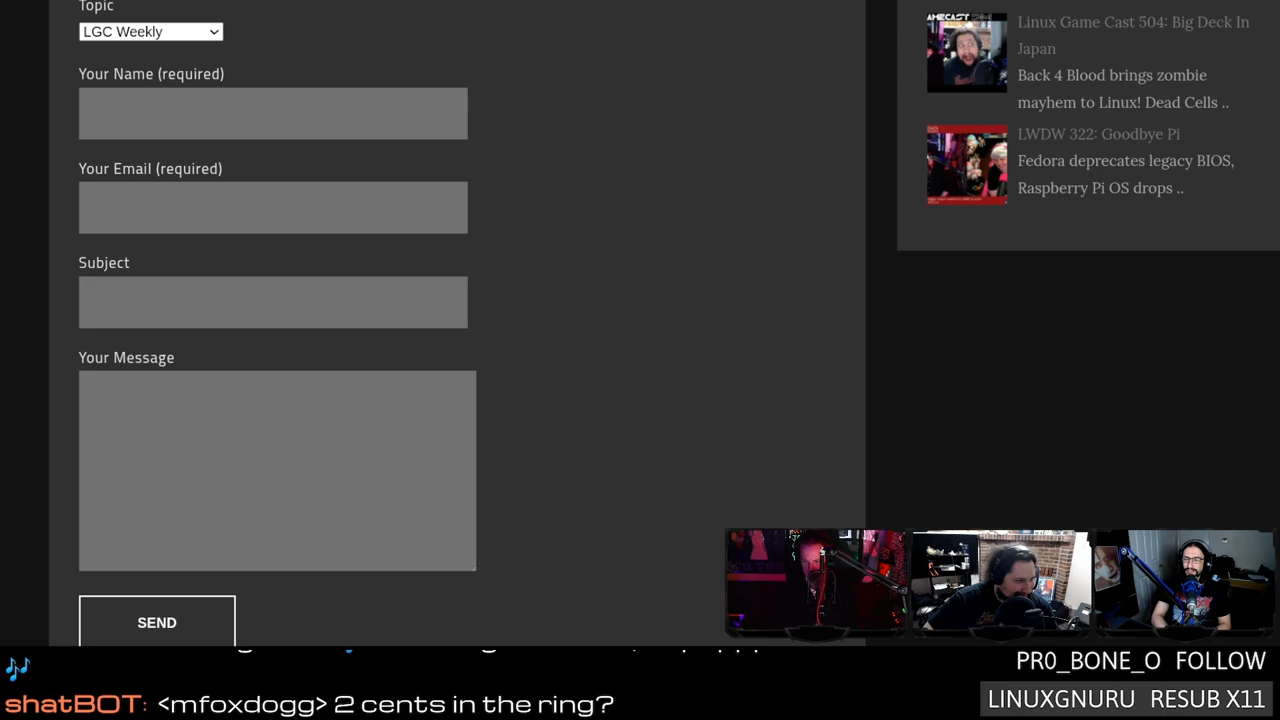 Topic
LGC Weekly
Your Name (required)
Your Email (required)
Subject
Your Message
SEND
Linux Game Cast 504: Big Deck In
Japan
Back 4 Blood brings zombie
mayhem to Linux! Dead Cells ..
LWDW 322: Goodbye Pi
Fedora deprecates legacy BIOS,
Raspberry Pi OS drops ..
PR0_BONE_O FOLLOW
LINUXGNURU RESUB X11
shatBOT: <mfoxdogg> 2 cents in the ring?